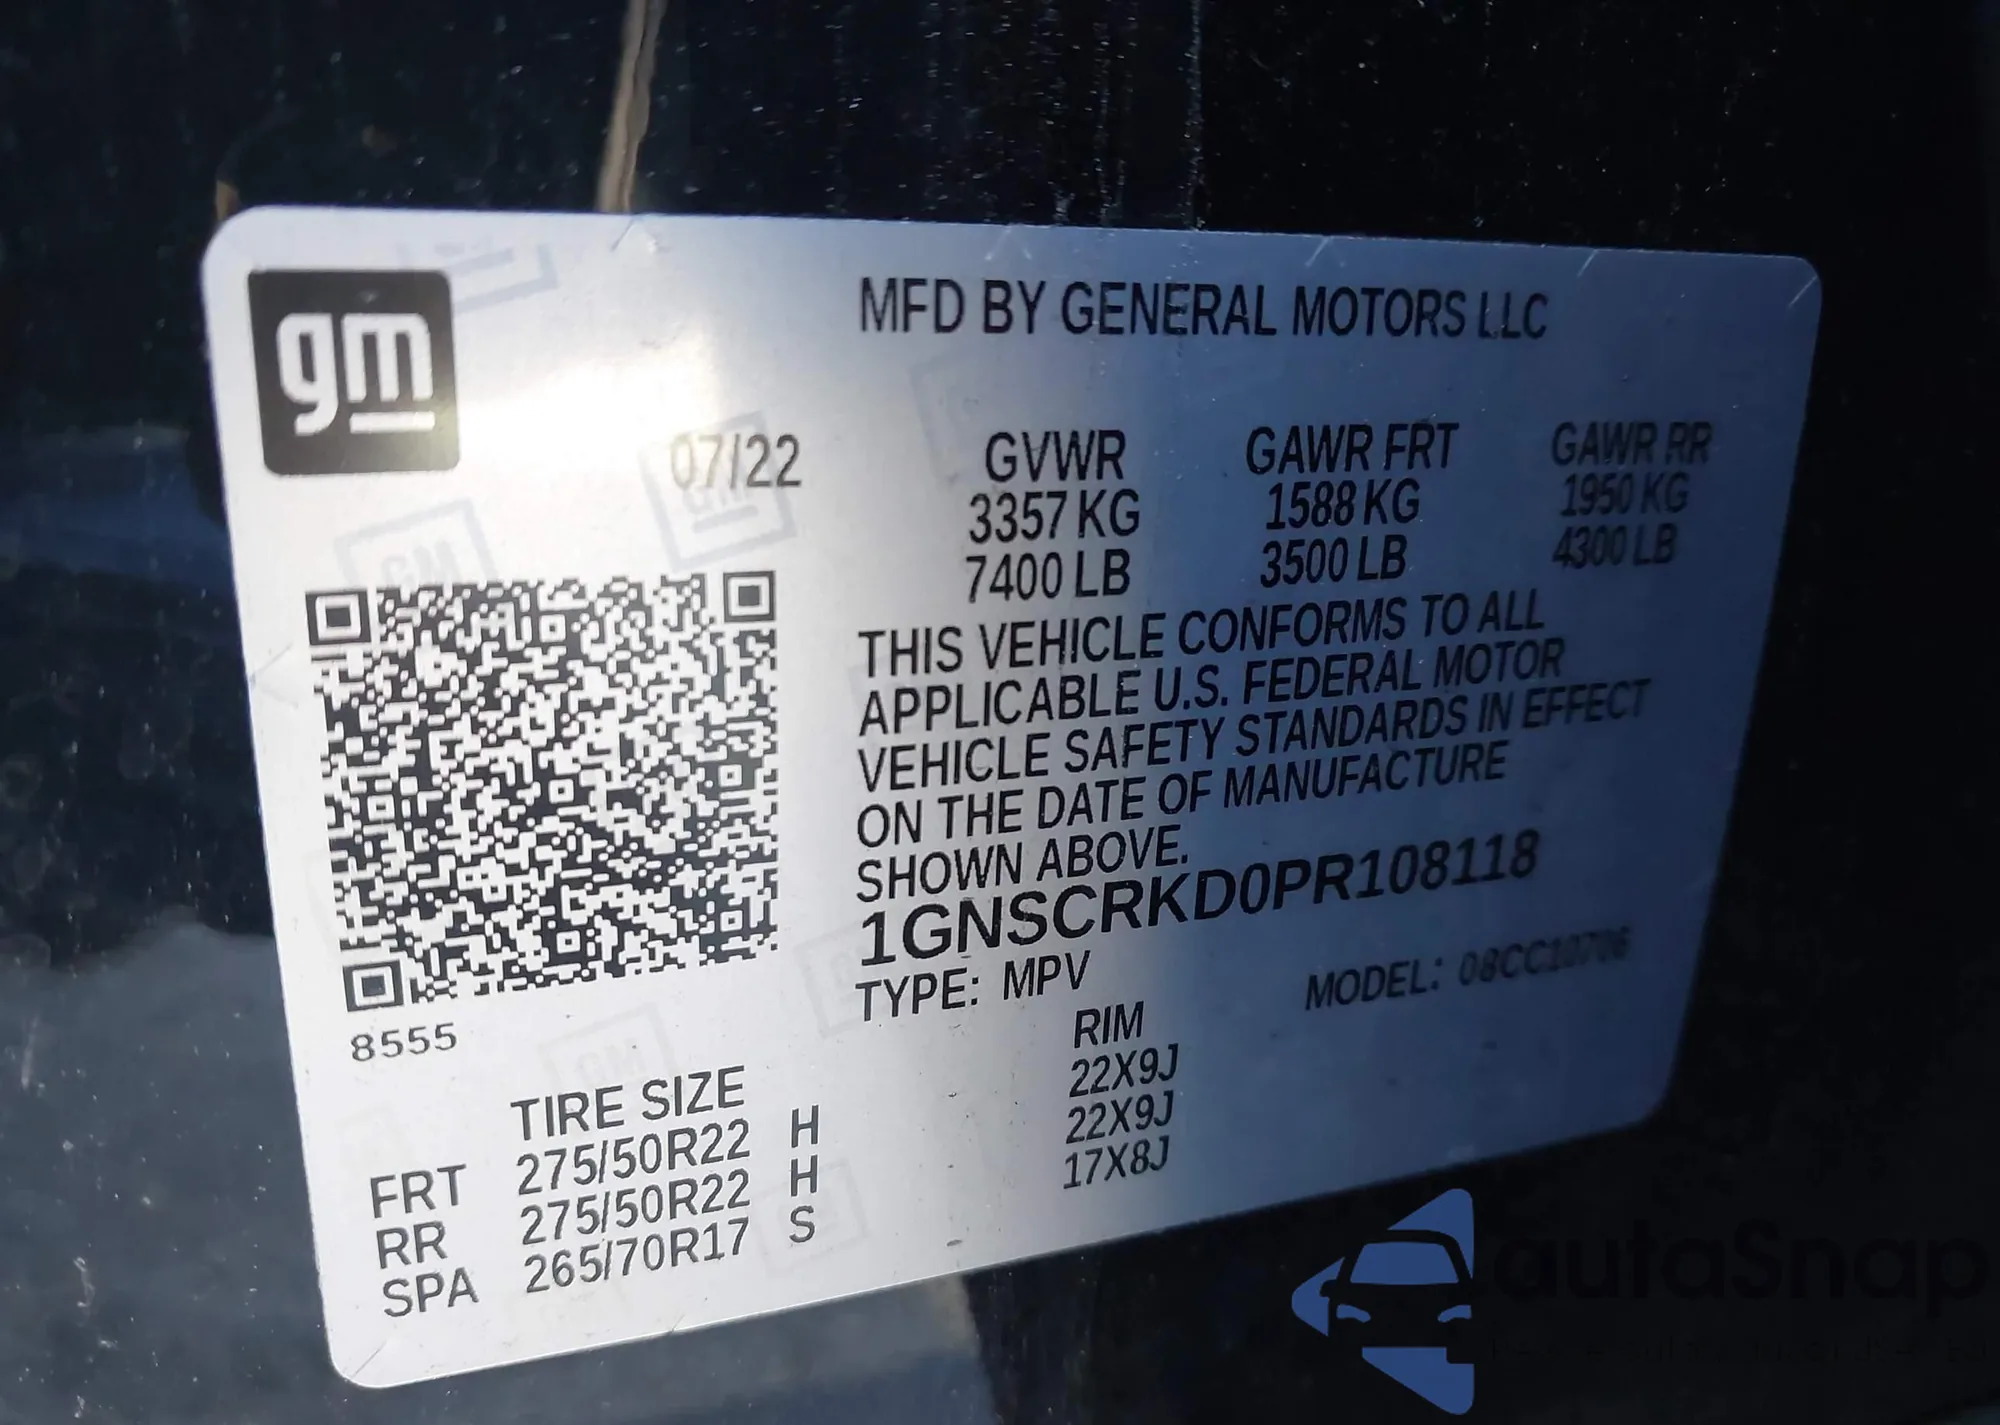 gm
MFD BY GENERAL MOTORS LLC
07/22 GVWR GAWR FRT GAWR RR
3357 KG 1588 KG 1950 KG
7400 LB 3500 LB 4300 LB
THIS VEHICLE CONFORMS TO ALL
APPLICABLE U.S. FEDERAL MOTOR
VEHICLE SAFETY STANDARDS IN EFFECT
ON THE DATE OF MANUFACTURE
SHOWN ABOVE.
1GNSCRKD0PR108118
TYPE: MPV MODEL: 08CC10706
8555
TIRE SIZE RIM
FRT 275/50R22 H 22X9J
RR 275/50R22 H 22X9J
SPA 265/70R17 S 17X8J
autaSnap